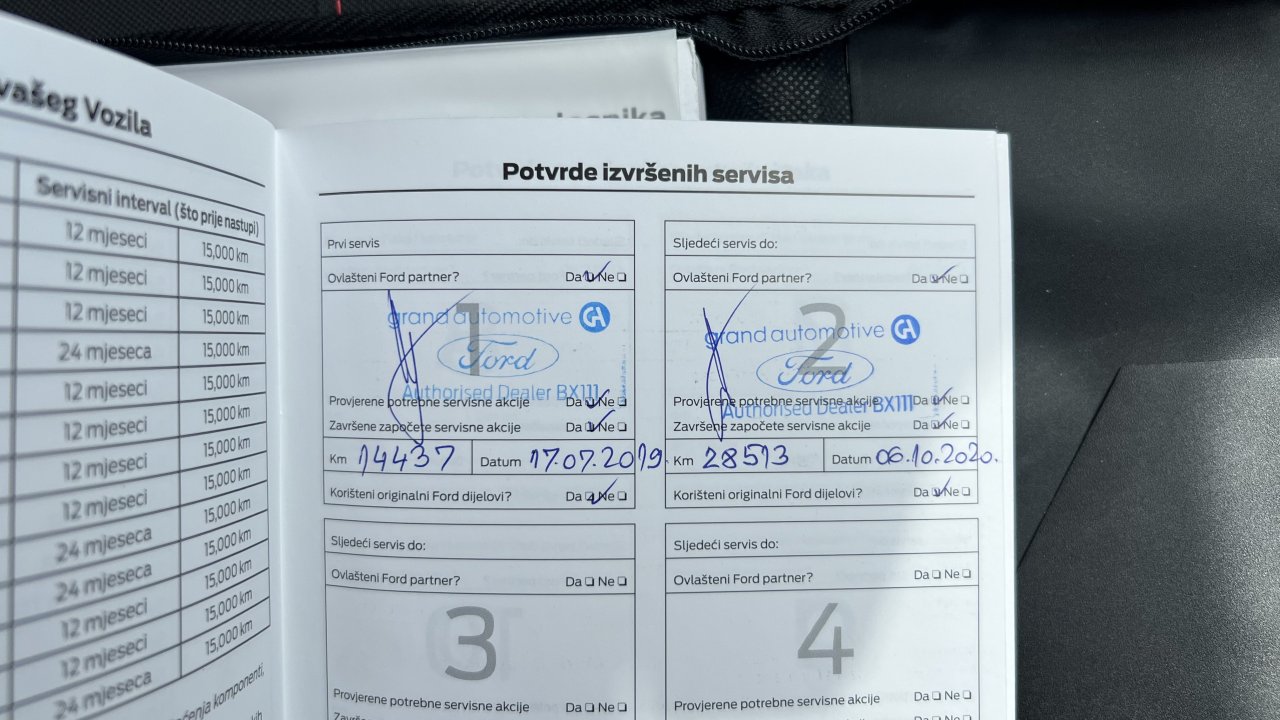 vašeg Vozila
Servisni interval (što prije nastupi)
12 mjeseci 15,000 km
12 mjeseci 15,000 km
12 mjeseci 15,000 km
24 mjeseca 15,000 km
12 mjeseci 15,000 km
12 mjeseci 15,000 km
12 mjeseci 15,000 km
12 mjeseci 15,000 km
24 mjeseca 15,000 km
24 mjeseca 15,000 km
12 mjeseci 15,000 km
12 mjeseci 15,000 km
24 mjeseca
komponenti,
Potvrde izvršenih servisa
Prvi servis
Ovlašteni Ford partner? Da Ne
1
grand automotive GA
Ford
Authorised Dealer BX111
Provjerene potrebne servisne akcije Da Ne
Završene započete servisne akcije Da Ne
Km 14437 Datum 17.07.2019.
Korišteni originalni Ford dijelovi? Da Ne
Sljedeći servis do:
Ovlašteni Ford partner? Da Ne
2
grand automotive GA
Ford
Authorised Dealer BX111
Provjerene potrebne servisne akcije Da Ne
Završene započete servisne akcije Da Ne
Km 28513 Datum 06.10.2020.
Korišteni originalni Ford dijelovi? Da Ne
Sljedeći servis do:
Ovlašteni Ford partner? Da Ne
3
Provjerene potrebne servisne akcije Da Ne
Sljedeći servis do:
Ovlašteni Ford partner? Da Ne
4
Provjerene potrebne servisne akcije Da Ne